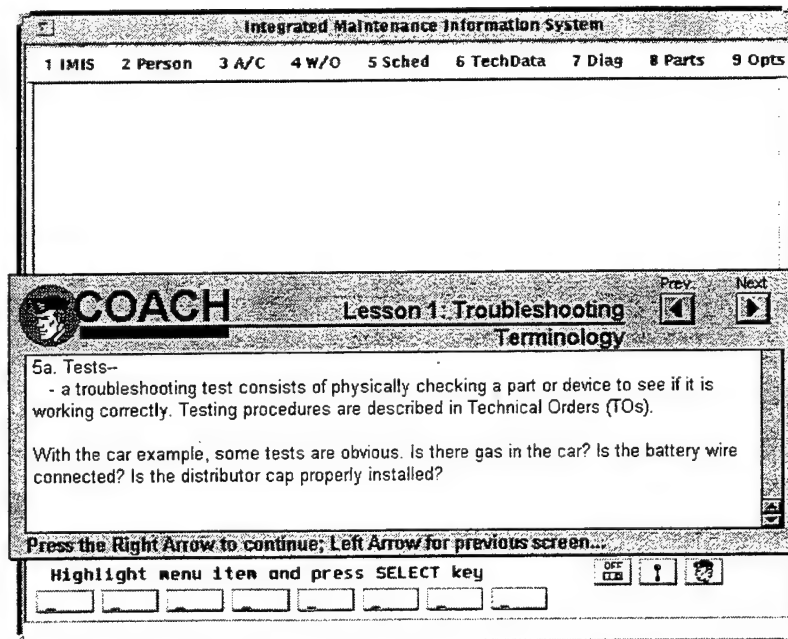 Integrated Maintenance Information System
1 IMIS 2 Person 3 A/C 4 W/O 5 Sched 6 TechData 7 Diag 8 Parts 9 Opts
COACH
Lesson 1: Troubleshooting
Terminology
Prev Next
5a. Tests--
- a troubleshooting test consists of physically checking a part or device to see if it is
working correctly. Testing procedures are described in Technical Orders (TOs).
With the car example, some tests are obvious. Is there gas in the car? Is the battery wire
connected? Is the distributor cap properly installed?
Press the Right Arrow to continue; Left Arrow for previous screen...
Highlight menu item and press SELECT key
OFF